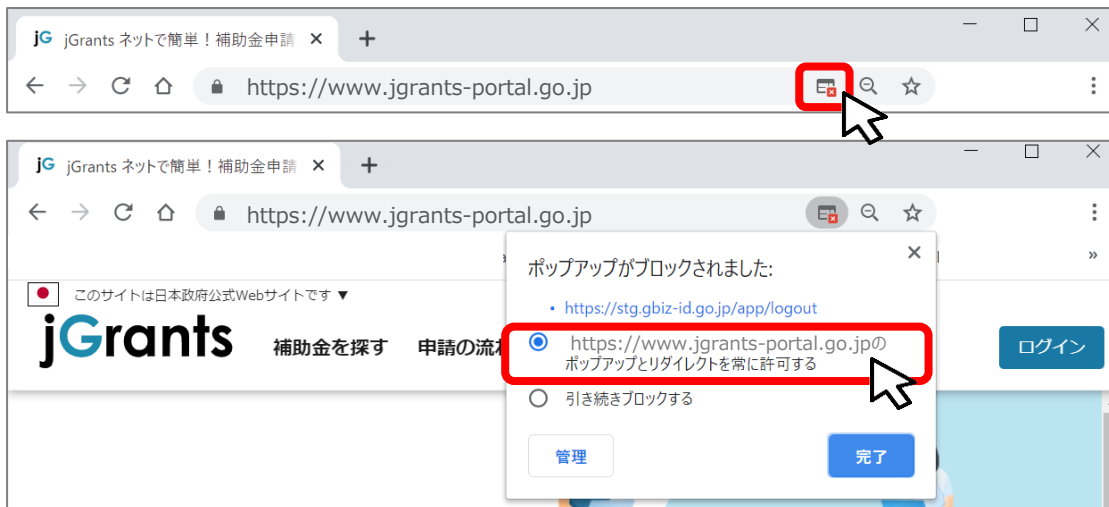 jG jGrants ネットで簡単！補助金申請
https://www.jgrants-portal.go.jp
jG jGrants ネットで簡単！補助金申請
https://www.jgrants-portal.go.jp
このサイトは日本政府公式Webサイトです ▼
jGrants 補助金を探す 申請の流れ ログイン
ポップアップがブロックされました:
• https://stg.gbiz-id.go.jp/app/logout
https://www.jgrants-portal.go.jpの
ポップアップとリダイレクトを常に許可する
引き続きブロックする
管理 完了